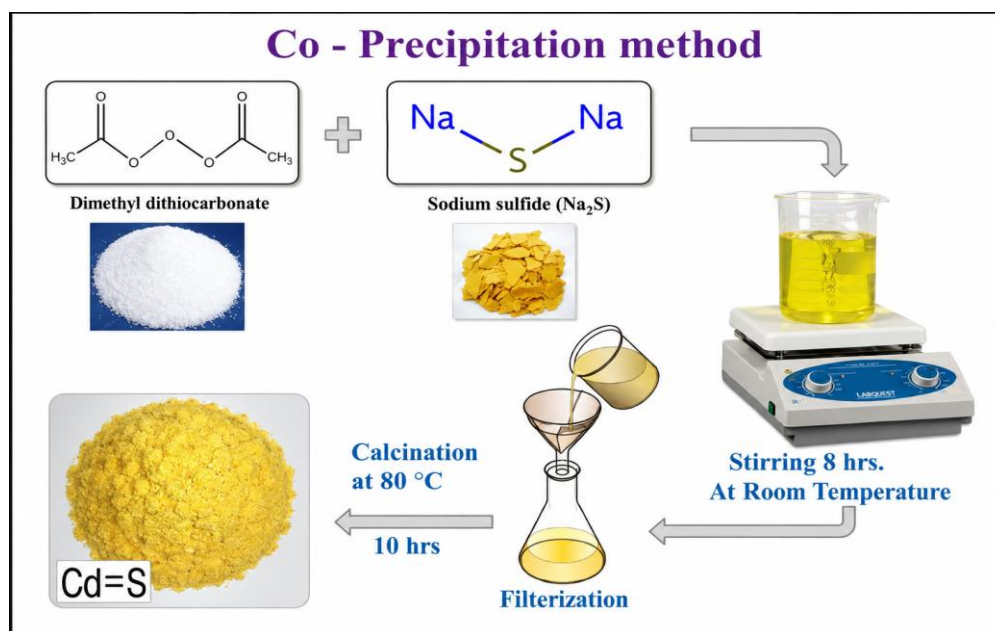 Co - Precipitation method
O
O
H₃C
O
O
O
CH₃
Na
Na
S
Dimethyl dithiocarbonate
Sodium sulfide (Na₂S)
LABQUEST
Stirring 8 hrs.
At Room Temperature
Calcination
at 80 °C
10 hrs
Filterization
Cd=S